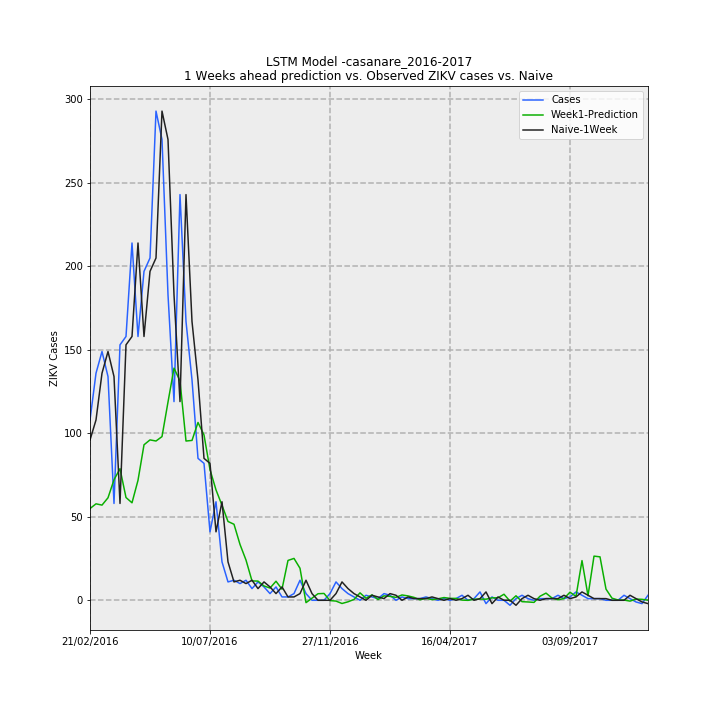 LSTM Model -casanare_2016-2017
1 Weeks ahead prediction vs. Observed ZIKV cases vs. Naive
Cases
Week1-Prediction
Naive-1Week
300
250
200
150
100
50
0
ZIKV Cases
21/02/2016
10/07/2016
27/11/2016
16/04/2017
03/09/2017
Week